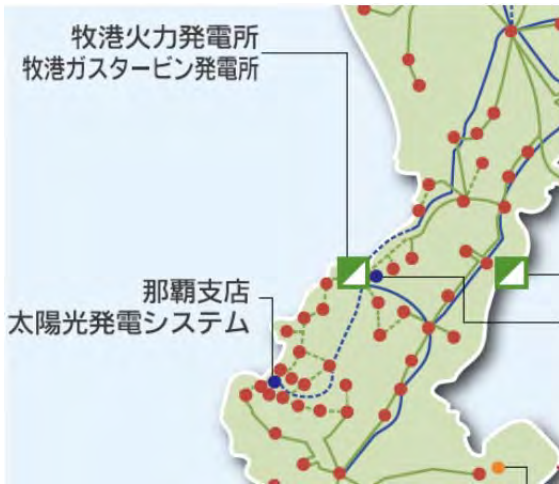 牧港火力発電所
牧港ガスタービン発電所
那覇支店
太陽光発電システム